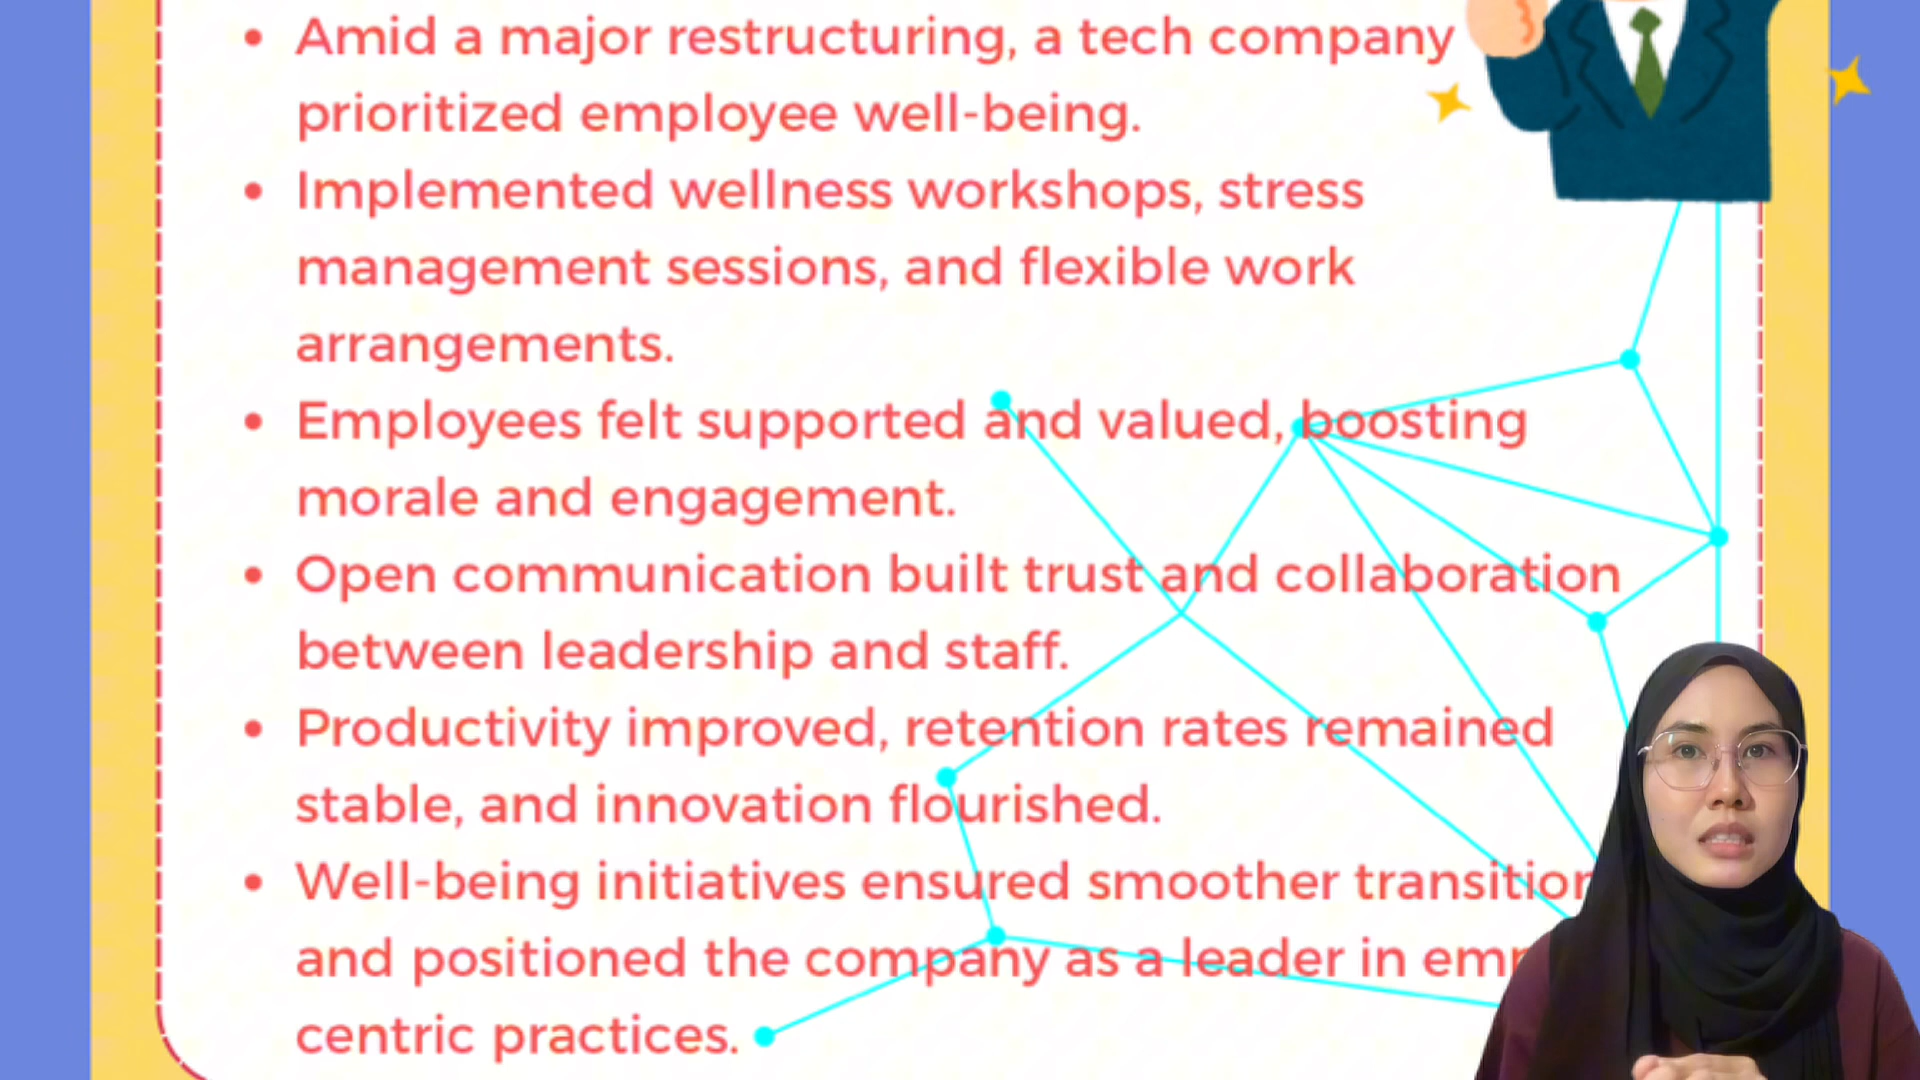 • Amid a major restructuring, a tech company
prioritized employee well-being.
• Implemented wellness workshops, stress
management sessions, and flexible work
arrangements.
• Employees felt supported and valued, boosting
morale and engagement.
• Open communication built trust and collaboration
between leadership and staff.
• Productivity improved, retention rates remained
stable, and innovation flourished.
• Well-being initiatives ensured smoother
and positioned the company as a leader in
centric practices.